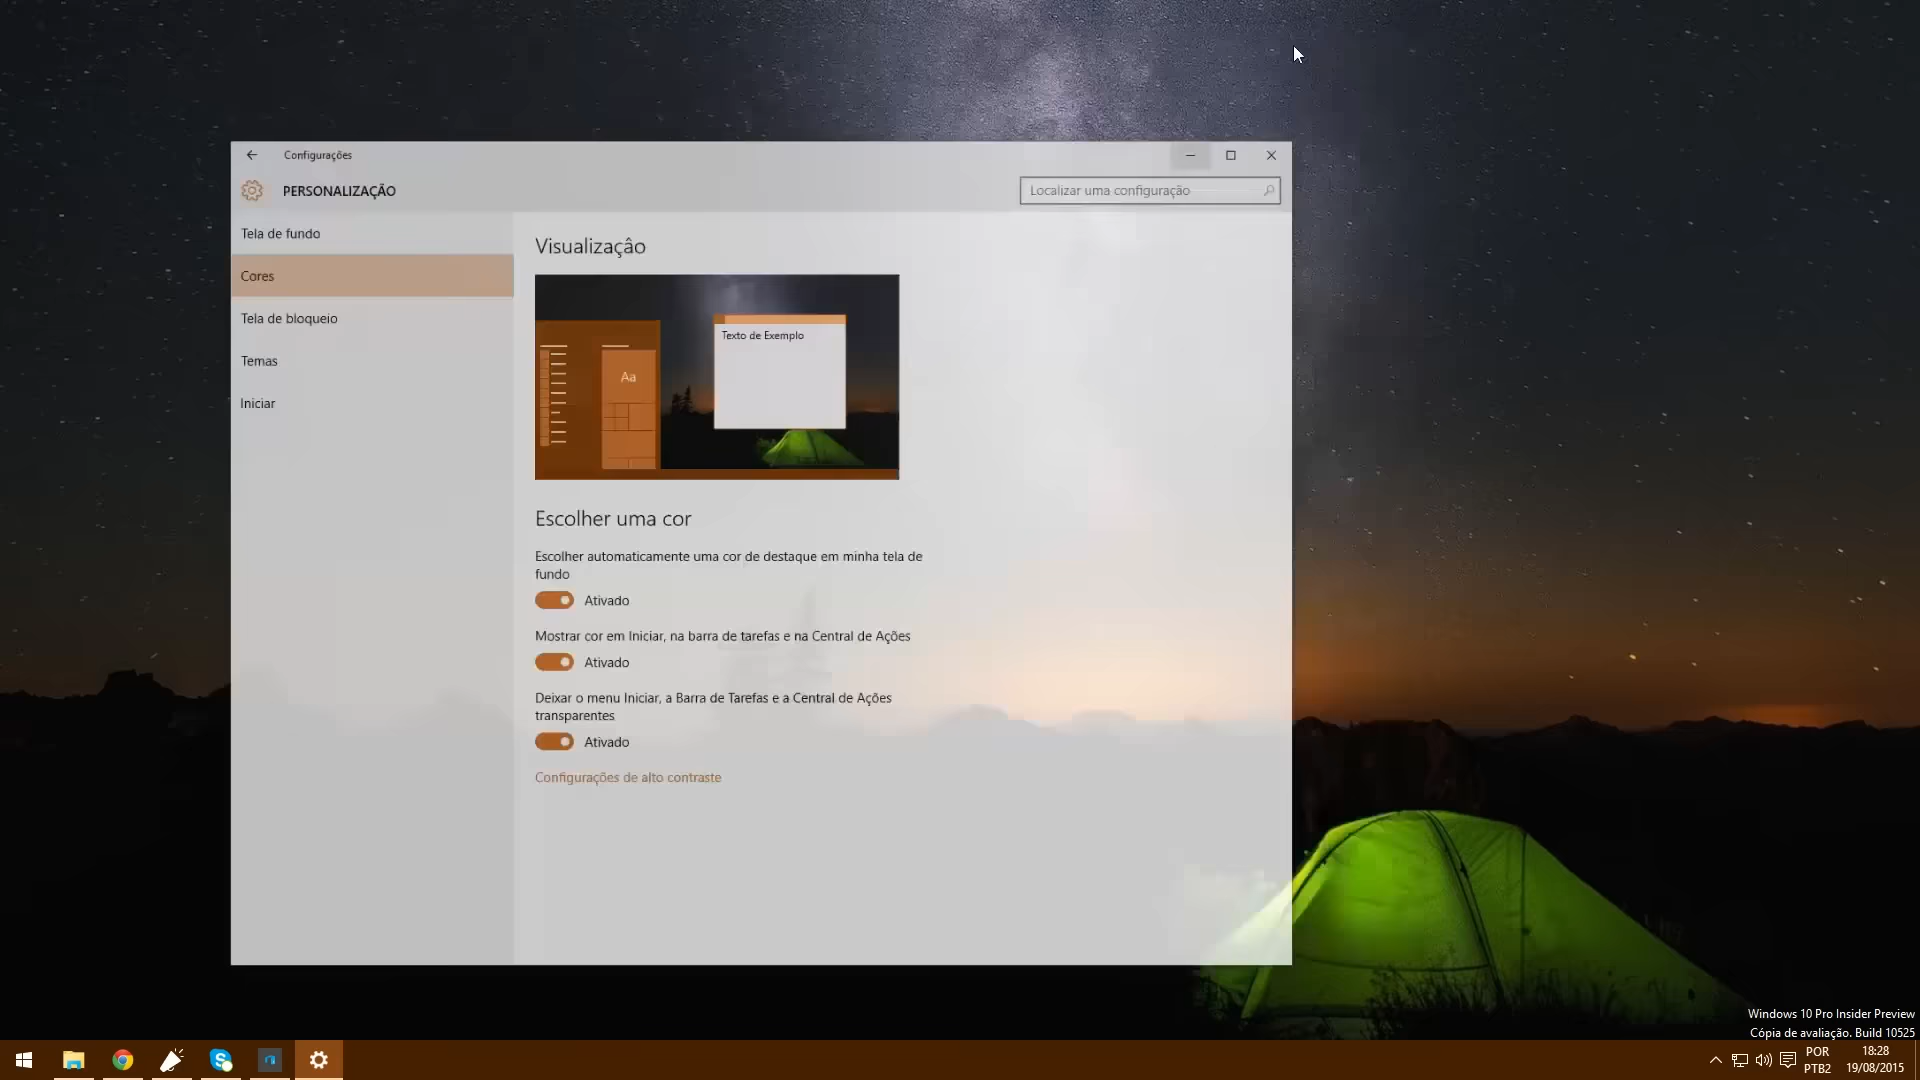 Configurações
PERSONALIZAÇÃO
Localizar uma configuração
Tela de fundo
Cores
Tela de bloqueio
Temas
Iniciar
Visualização
Texto de Exemplo
Aa
Escolher uma cor
Escolher automaticamente uma cor de destaque em minha tela de
fundo
Ativado
Mostrar cor em Iniciar, na barra de tarefas e na Central de Ações
Ativado
Deixar o menu Iniciar, a Barra de Tarefas e a Central de Ações
transparentes
Ativado
Configurações de alto contraste
Windows 10 Pro Insider Preview
Cópia de avaliação. Build 10525
POR
PTB2
18:28
19/08/2015